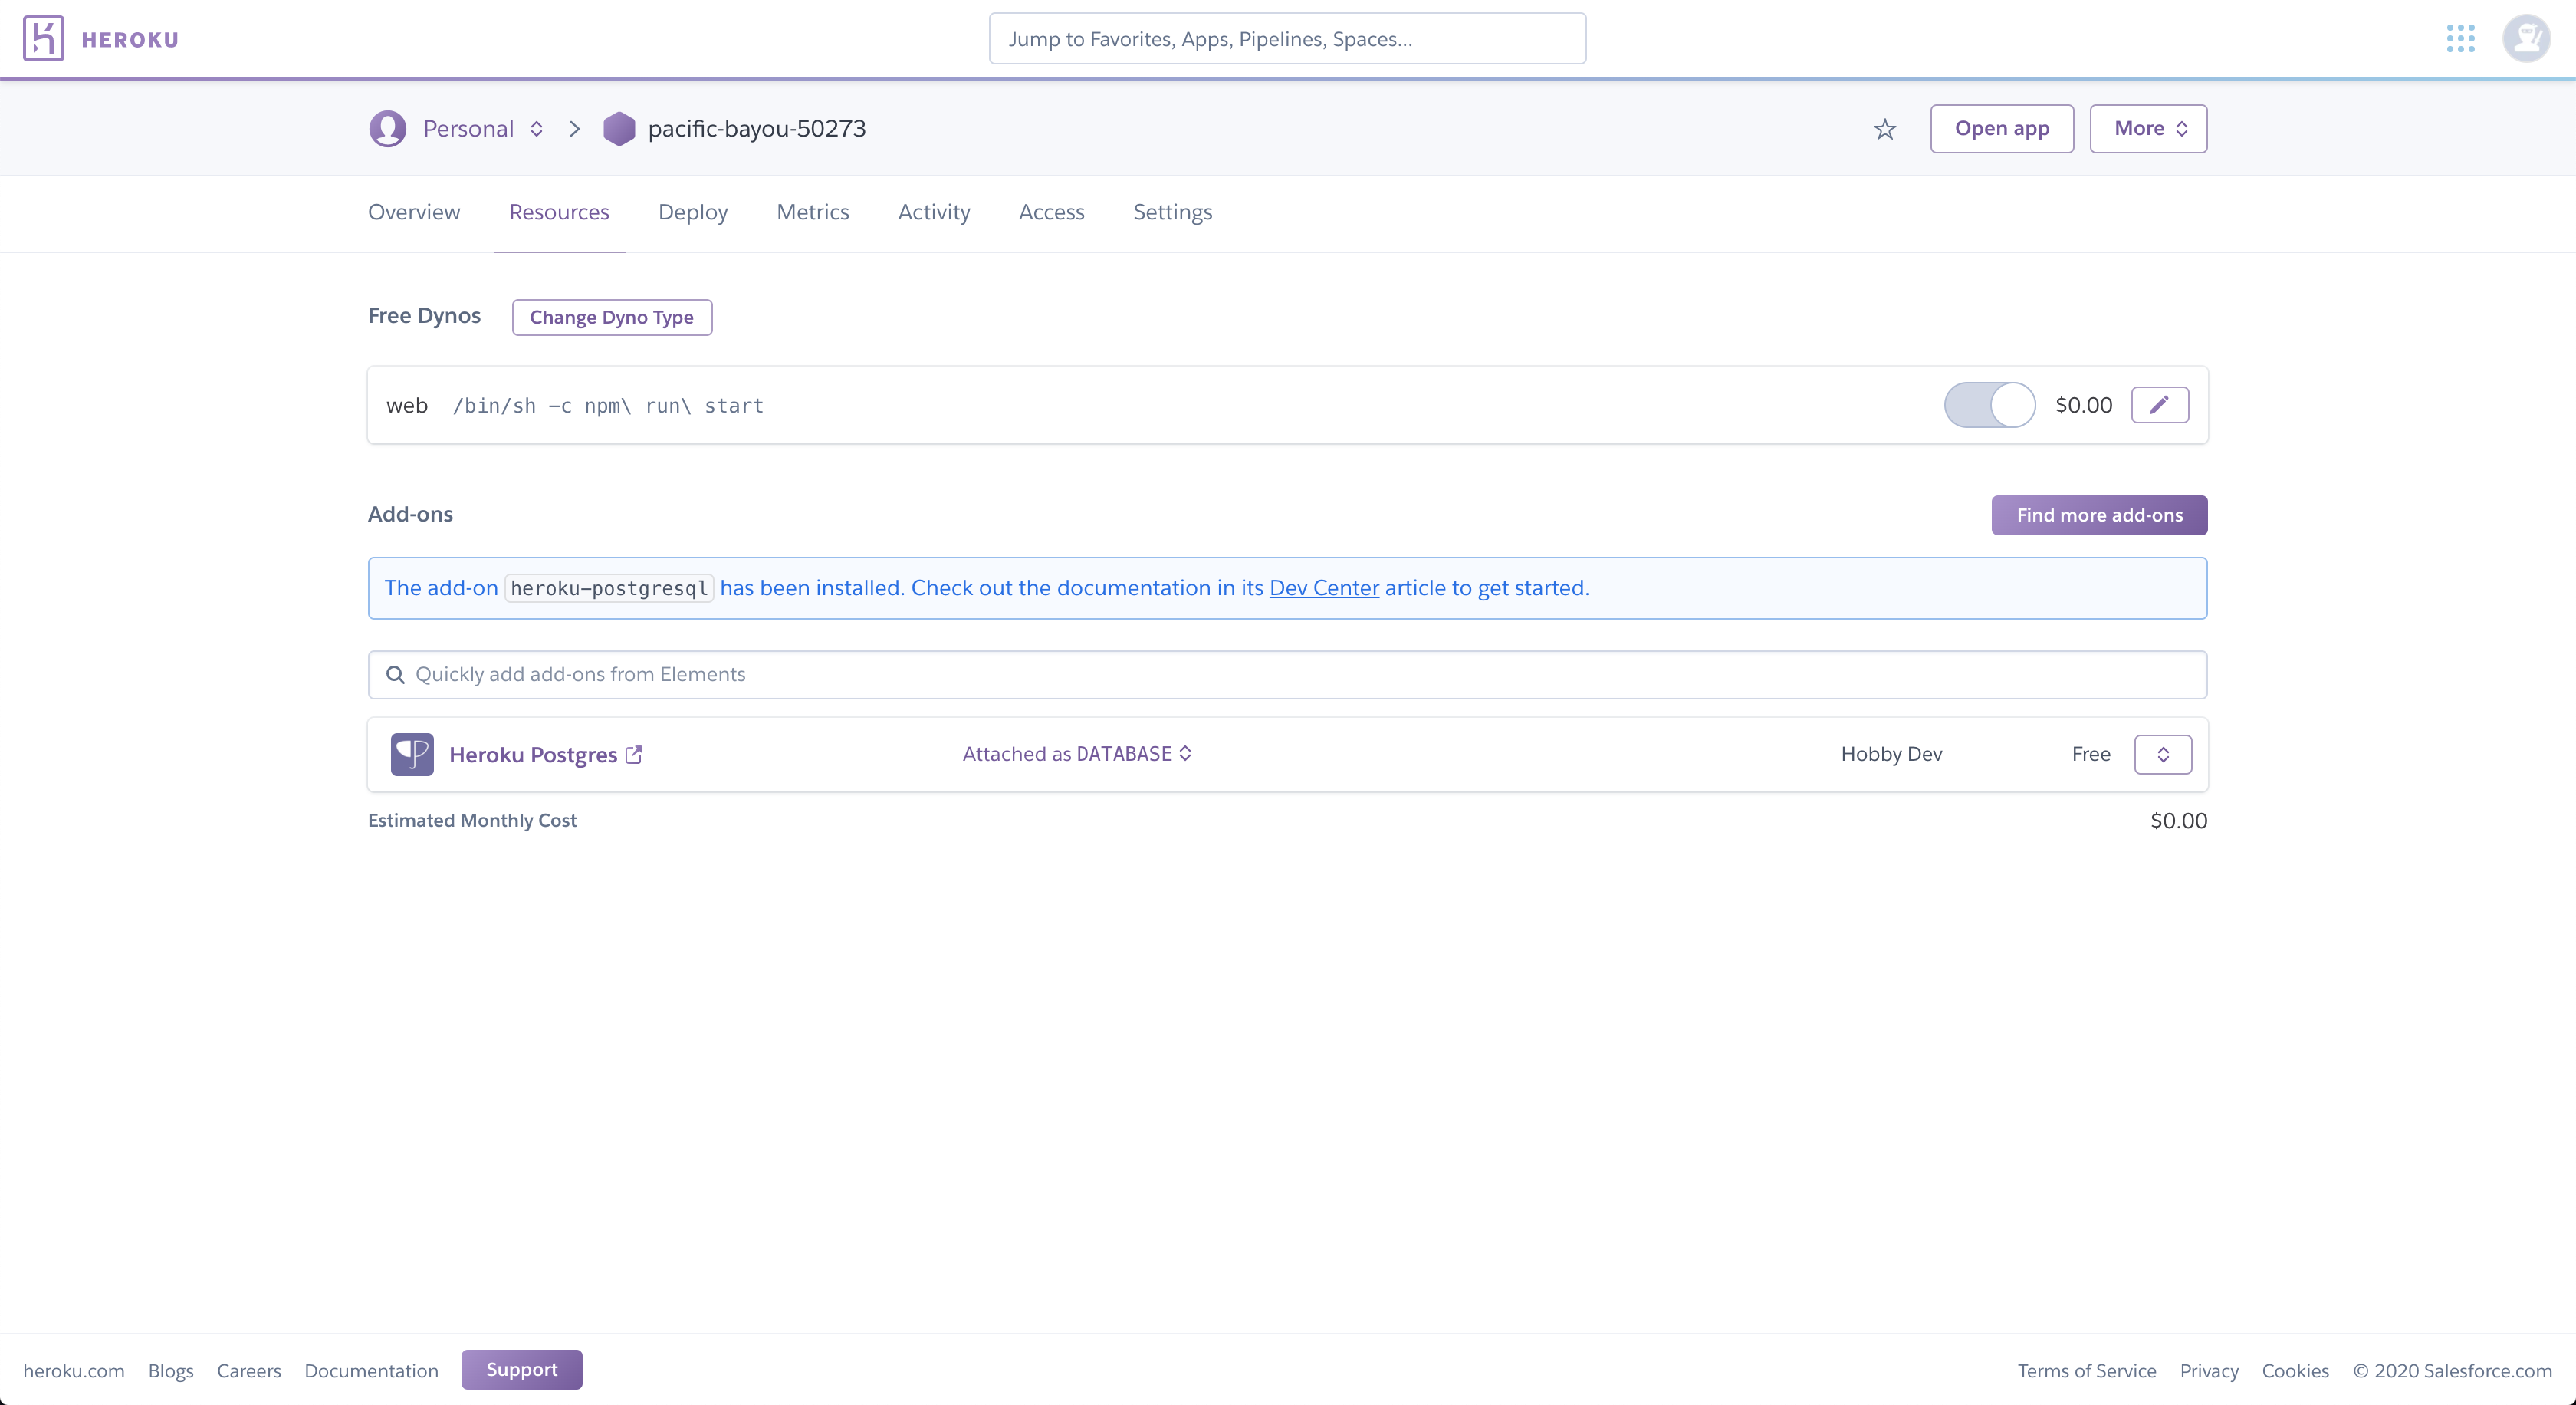 HEROKU
Jump to Favorites, Apps, Pipelines, Spaces...
Personal > pacific-bayou-50273
Open app
More
Overview Resources Deploy Metrics Activity Access Settings
Free Dynos Change Dyno Type
web /bin/sh -c npm\ run\ start $0.00
Add-ons Find more add-ons
The add-on heroku-postgresql has been installed. Check out the documentation in its Dev Center article to get started.
Quickly add add-ons from Elements
Heroku Postgres Attached as DATABASE Hobby Dev Free
Estimated Monthly Cost $0.00
heroku.com Blogs Careers Documentation Support Terms of Service Privacy Cookies © 2020 Salesforce.com